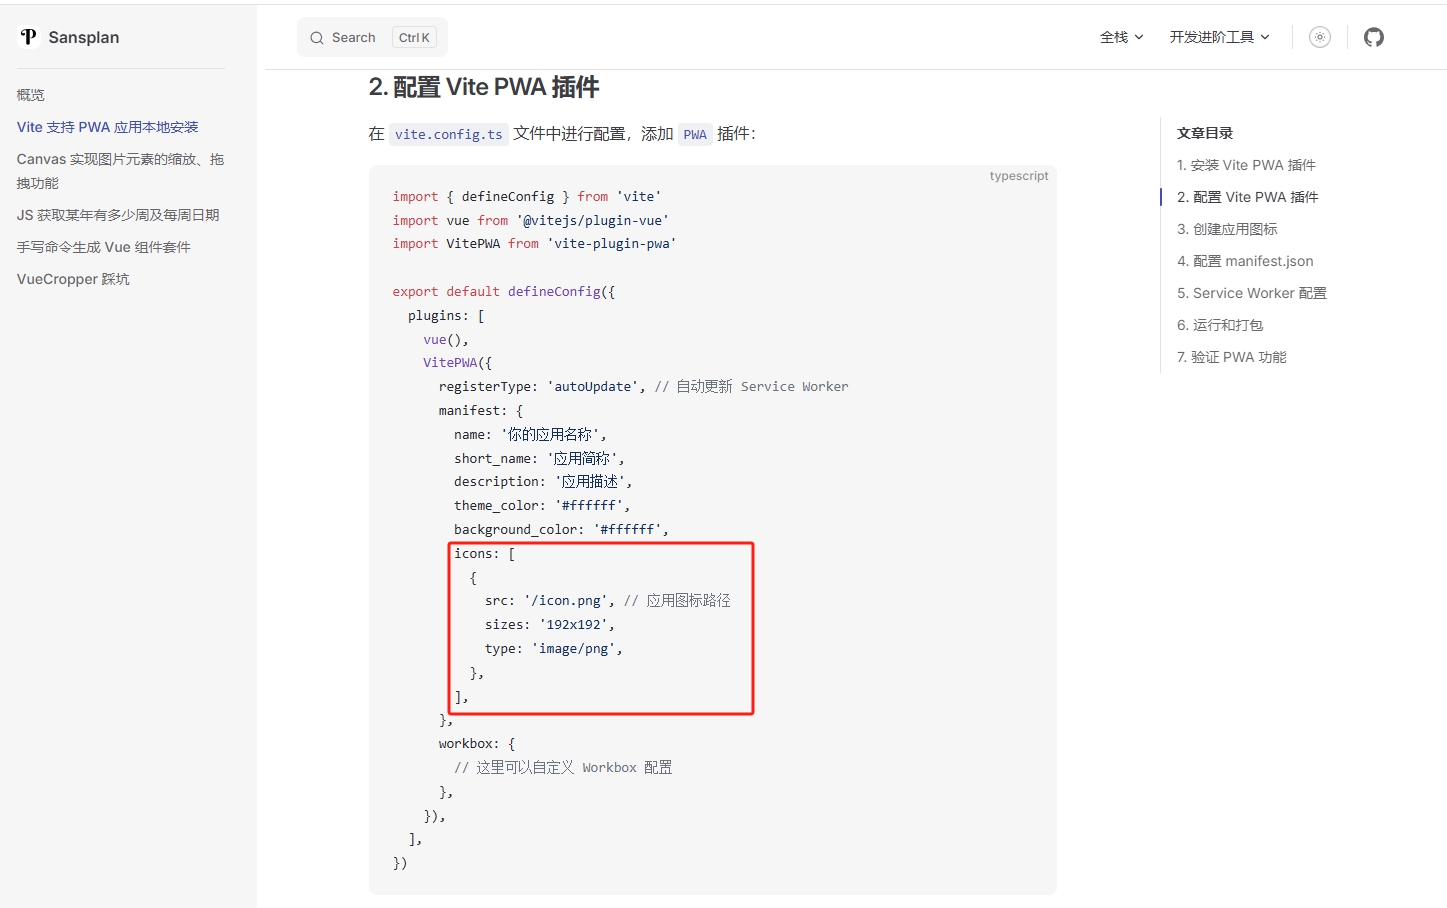 Sansplan
Search Ctrl K
全栈
开发进阶工具
概览
Vite 支持 PWA 应用本地安装
Canvas 实现图片元素的缩放、拖
拽功能
JS 获取某年有多少周及每周日期
手写命令生成 Vue 组件套件
VueCropper 踩坑
2. 配置 Vite PWA 插件
在 vite.config.ts 文件中进行配置，添加 PWA 插件：
typescript
import { defineConfig } from 'vite'
import vue from '@vitejs/plugin-vue'
import VitePWA from 'vite-plugin-pwa'
export default defineConfig({
plugins: [
vue(),
VitePWA({
registerType: 'autoUpdate', // 自动更新 Service Worker
manifest: {
name: '你的应用名称',
short_name: '应用简称',
description: '应用描述',
theme_color: '#ffffff',
background_color: '#ffffff',
icons: [
{
src: '/icon.png', // 应用图标路径
sizes: '192x192',
type: 'image/png',
},
],
},
workbox: {
// 这里可以自定义 Workbox 配置
},
}),
],
})
文章目录
1. 安装 Vite PWA 插件
2. 配置 Vite PWA 插件
3. 创建应用图标
4. 配置 manifest.json
5. Service Worker 配置
6. 运行和打包
7. 验证 PWA 功能